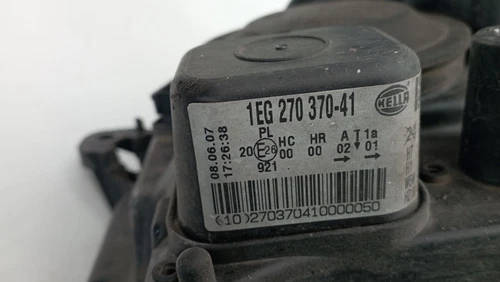 1EG 270 370-41
HELLA
08.06.07
17:26:38
PL HC HR A T 1a
20 E26 00 00 02 01
921
(10)270370410000050